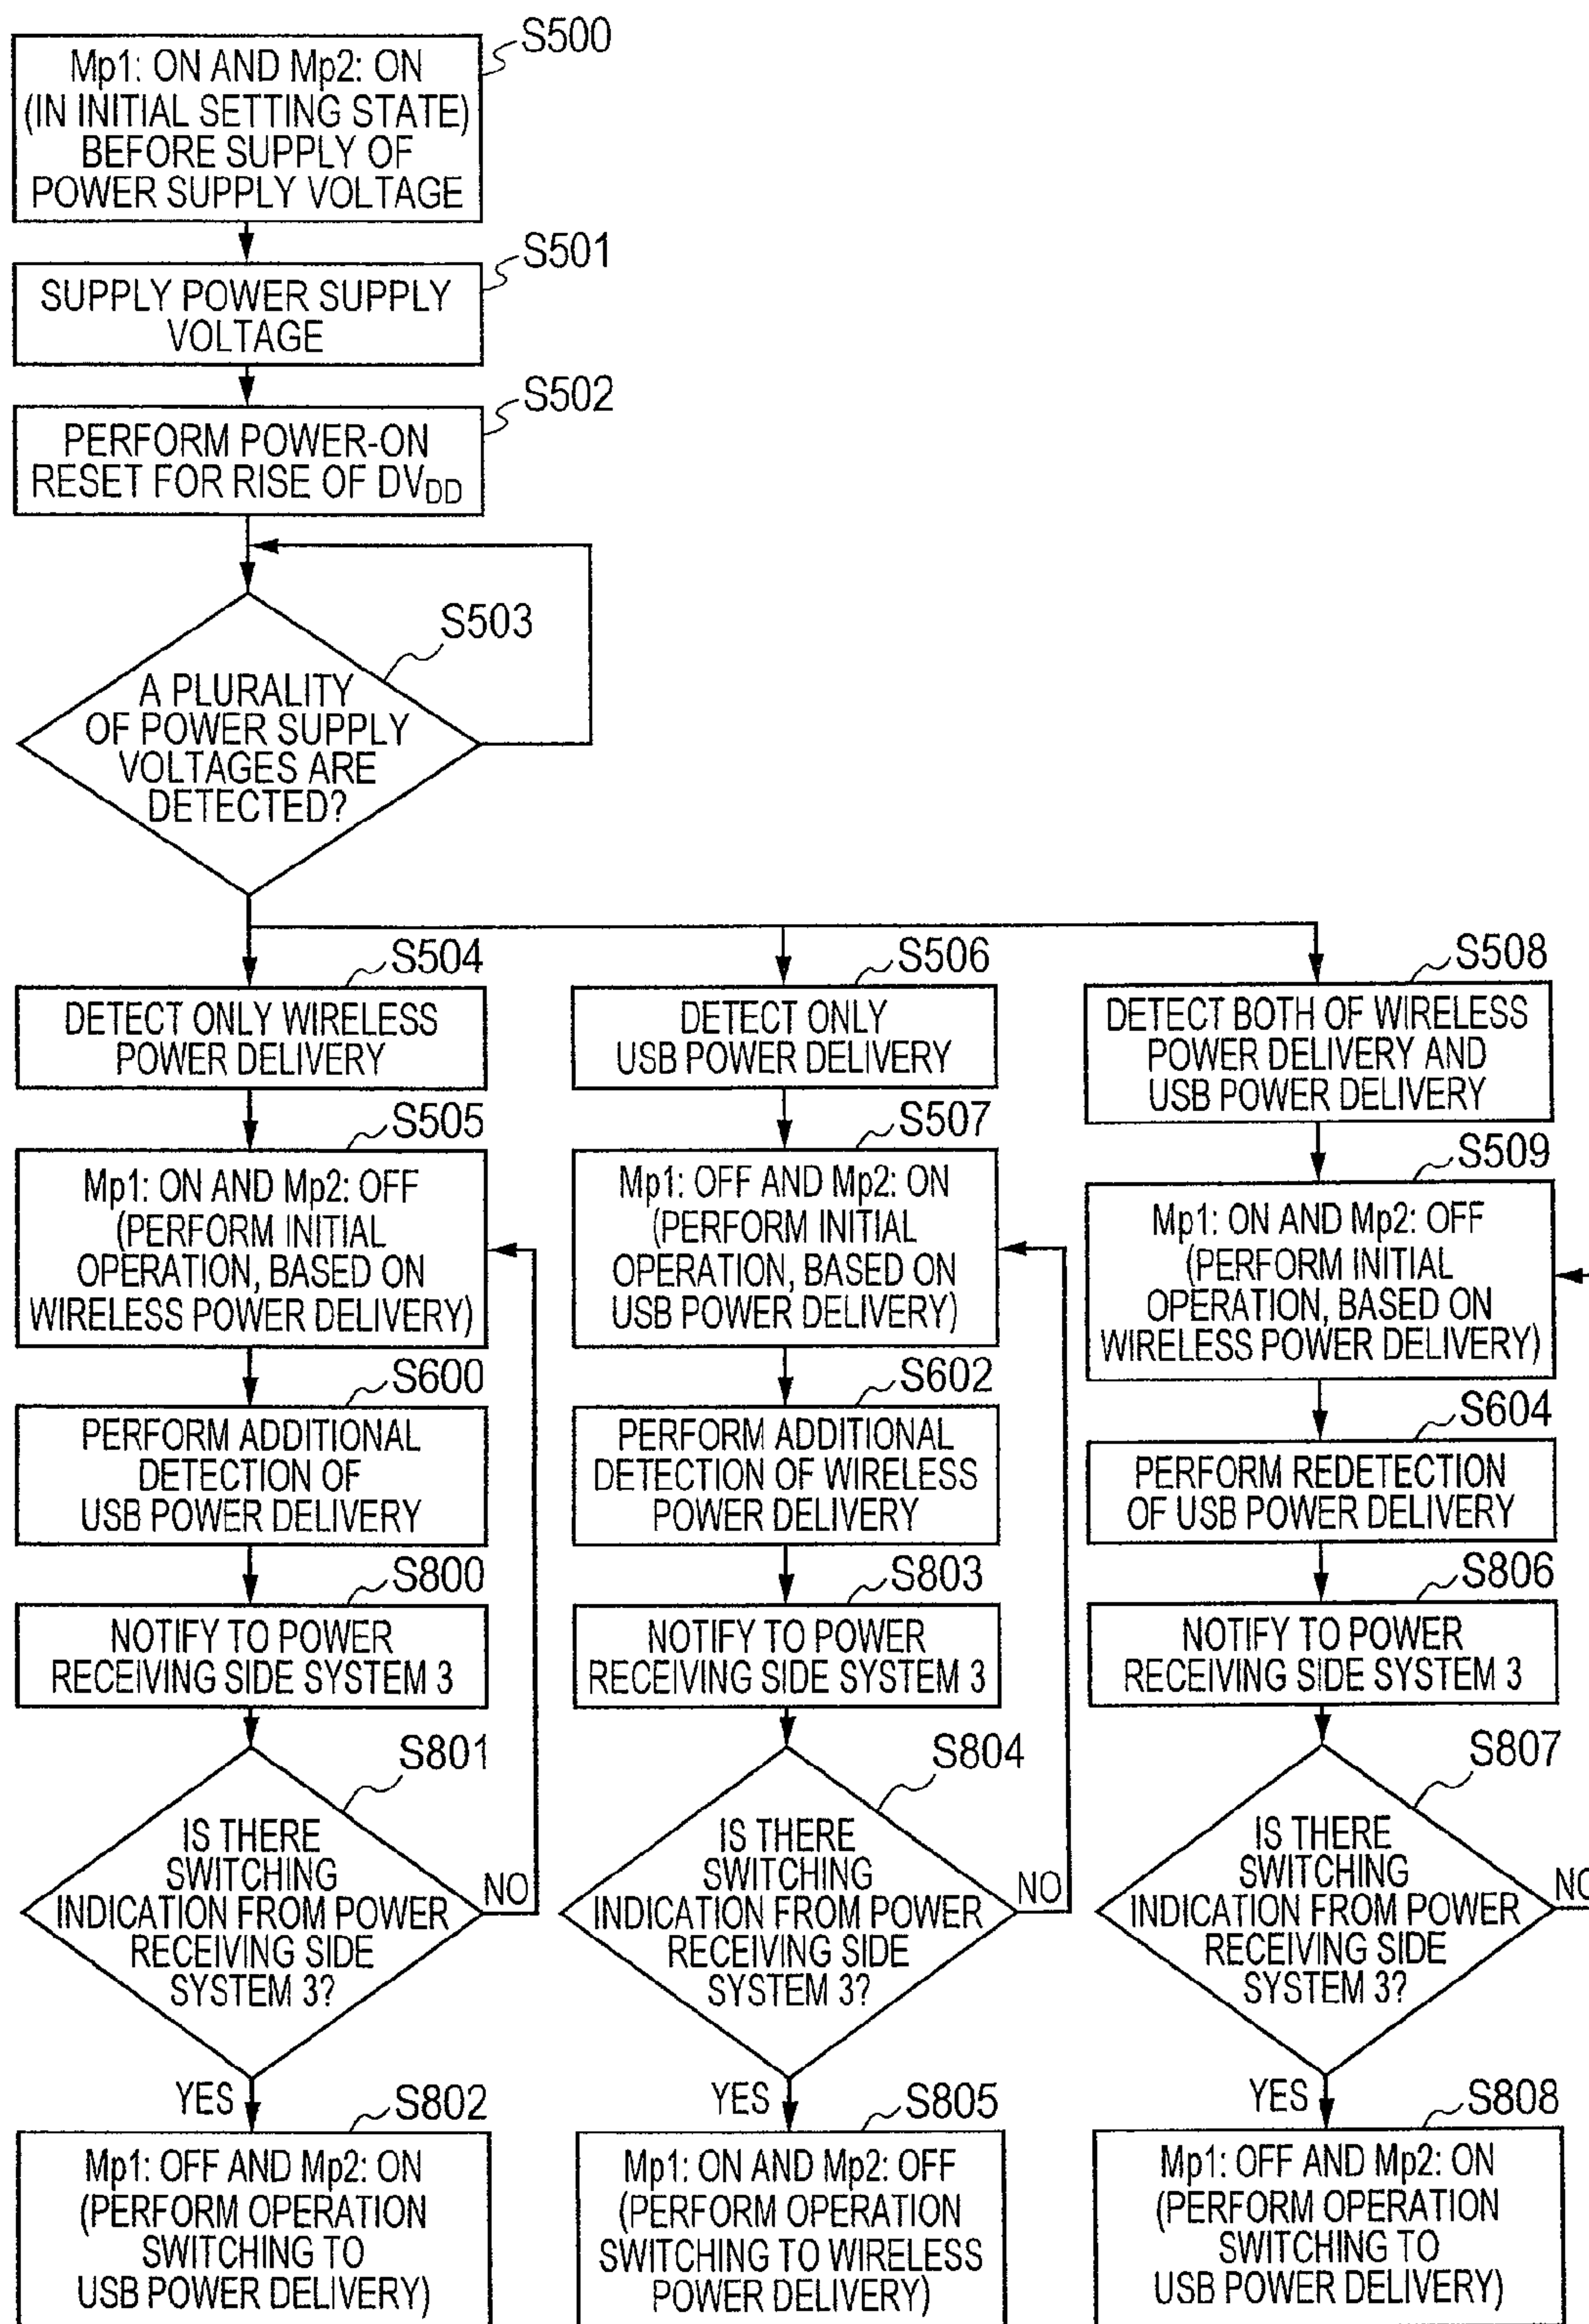 S500
Mp1: ON AND Mp2: ON
(IN INITIAL SETTING STATE)
BEFORE SUPPLY OF
POWER SUPPLY VOLTAGE
S501
SUPPLY POWER SUPPLY
VOLTAGE
S502
PERFORM POWER-ON
RESET FOR RISE OF DVDD
S503
A PLURALITY
OF POWER SUPPLY
VOLTAGES ARE
DETECTED?
S504
DETECT ONLY WIRELESS
POWER DELIVERY
S505
Mp1: ON AND Mp2: OFF
(PERFORM INITIAL
OPERATION, BASED ON
WIRELESS POWER DELIVERY)
S600
PERFORM ADDITIONAL
DETECTION OF
USB POWER DELIVERY
S800
NOTIFY TO POWER
RECEIVING SIDE SYSTEM 3
S801
IS THERE
SWITCHING
INDICATION FROM POWER
RECEIVING SIDE
SYSTEM 3?
NO
YES
S802
Mp1: OFF AND Mp2: ON
(PERFORM OPERATION
SWITCHING TO
USB POWER DELIVERY)
S506
DETECT ONLY
USB POWER DELIVERY
S507
Mp1: OFF AND Mp2: ON
(PERFORM INITIAL
OPERATION, BASED ON
USB POWER DELIVERY)
S602
PERFORM ADDITIONAL
DETECTION OF WIRELESS
POWER DELIVERY
S803
NOTIFY TO POWER
RECEIVING SIDE SYSTEM 3
S804
IS THERE
SWITCHING
INDICATION FROM POWER
RECEIVING SIDE
SYSTEM 3?
NO
YES
S805
Mp1: ON AND Mp2: OFF
(PERFORM OPERATION
SWITCHING TO WIRELESS
POWER DELIVERY)
S508
DETECT BOTH OF WIRELESS
POWER DELIVERY AND
USB POWER DELIVERY
S509
Mp1: ON AND Mp2: OFF
(PERFORM INITIAL
OPERATION, BASED ON
WIRELESS POWER DELIVERY)
S604
PERFORM REDETECTION
OF USB POWER DELIVERY
S806
NOTIFY TO POWER
RECEIVING SIDE SYSTEM 3
S807
IS THERE
SWITCHING
INDICATION FROM POWER
RECEIVING SIDE
SYSTEM 3?
NO
YES
S808
Mp1: OFF AND Mp2: ON
(PERFORM OPERATION
SWITCHING TO
USB POWER DELIVERY)